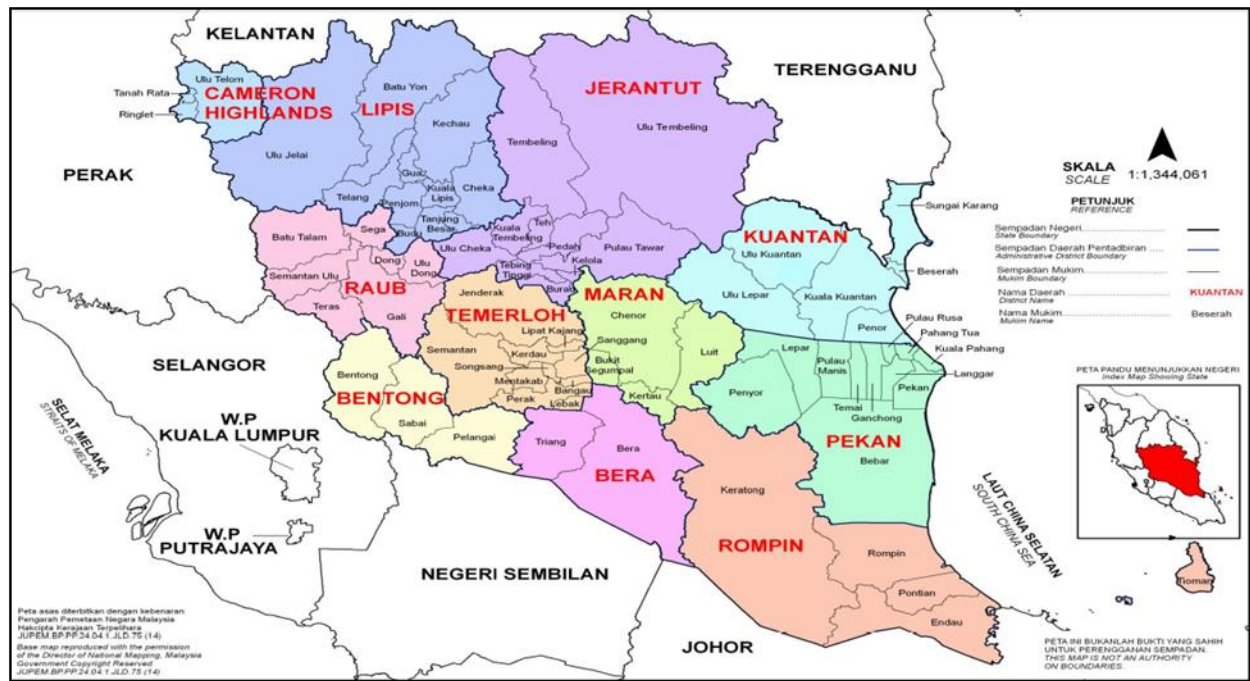 KELANTAN
TERENGGANU
PERAK
SELANGOR
SELAT MELAKA
STRAITS OF MELAKA
W.P
KUALA LUMPUR
W.P
PUTRAJAYA
NEGERI SEMBILAN
JOHOR
LAUT CHINA SELATAN
SOUTH CHINA SEA
CAMERON
HIGHLANDS
Ulu Telom
Tanah Rata
Ringlet
LIPIS
Batu Yon
Kechau
Ulu Jelai
Gua
Telang
Penjom
Kuala
Lipis
Cheka
Tanjung
Besar
Budu
JERANTUT
Tembeling
Ulu Tembeling
Ulu Cheka
Kuala
Tembeling
Teh
Pedah
Pulau Tawar
Kelola
Tebing
Tinggi
Burau
RAUB
Batu Talam
Sega
Dong
Ulu
Dong
Semantan Ulu
Teras
Gali
TEMERLOH
Jenderak
Lipat Kajang
Semantan
Kerdau
Sanggang
Songsang
Mentakab
Bangau
Perak
Lebak
MARAN
Chenor
Bukit
Segumpal
Luit
Kertau
KUANTAN
Sungai Karang
Beserah
Ulu Kuantan
Ulu Lepar
Kuala Kuantan
Penor
BENTONG
Bentong
Sabai
Pelangai
BERA
Triang
Bera
PEKAN
Pulau Rusa
Pahang Tua
Kuala Pahang
Langgar
Lepar
Pulau
Manis
Pekan
Penyor
Temai
Ganchong
Bebar
ROMPIN
Keratong
Rompin
Pontian
Endau
Tioman
SKALA
SCALE
1:1,344,061
PETUNJUK
REFERENCE
Sempadan Negeri
State Boundary
Sempadan Daerah Pentadbiran
Administrative District Boundary
Sempadan Mukim
Mukim Boundary
Nama Daerah
District Name
KUANTAN
Nama Mukim
Mukim Name
Beserah
PETA PANDU MENUNJUKKAN NEGERI
Index Map Showing State
Peta asas diterbitkan dengan kebenaran
Pengarah Pemetaan Negara Malaysia
Hakcipta Kerajaan Terpelihara
JUPEM.BP.PP.24.04.1.JLD.75 (14)
Base map reproduced with the permission
of the Director of National Mapping, Malaysia
Government Copyright Reserved
JUPEM.BP.PP.24.04.1.JLD.75 (14)
PETA INI BUKANLAH BUKTI YANG SAHIH
UNTUK PERENGGANAN SEMPADAN.
THIS MAP IS NOT AN AUTHORITY
ON BOUNDARIES.